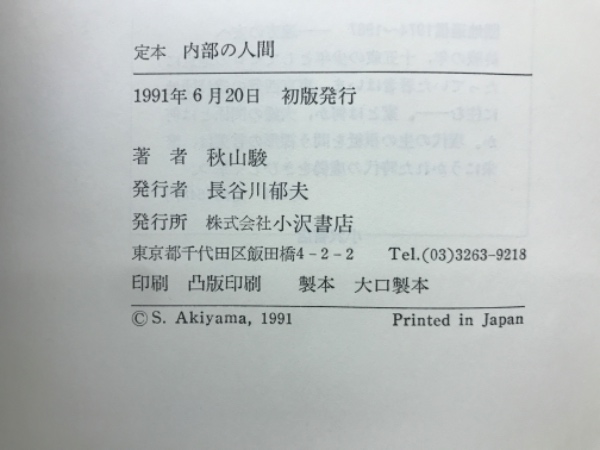 定本 内部の人間
1991年6月20日 初版発行
著者 秋山駿
発行者 長谷川郁夫
発行所 株式会社小沢書店
東京都千代田区飯田橋4-2-2 Tel.(03)3263-9218
印刷 凸版印刷 製本 大口製本
©S. Akiyama, 1991 Printed in Japan